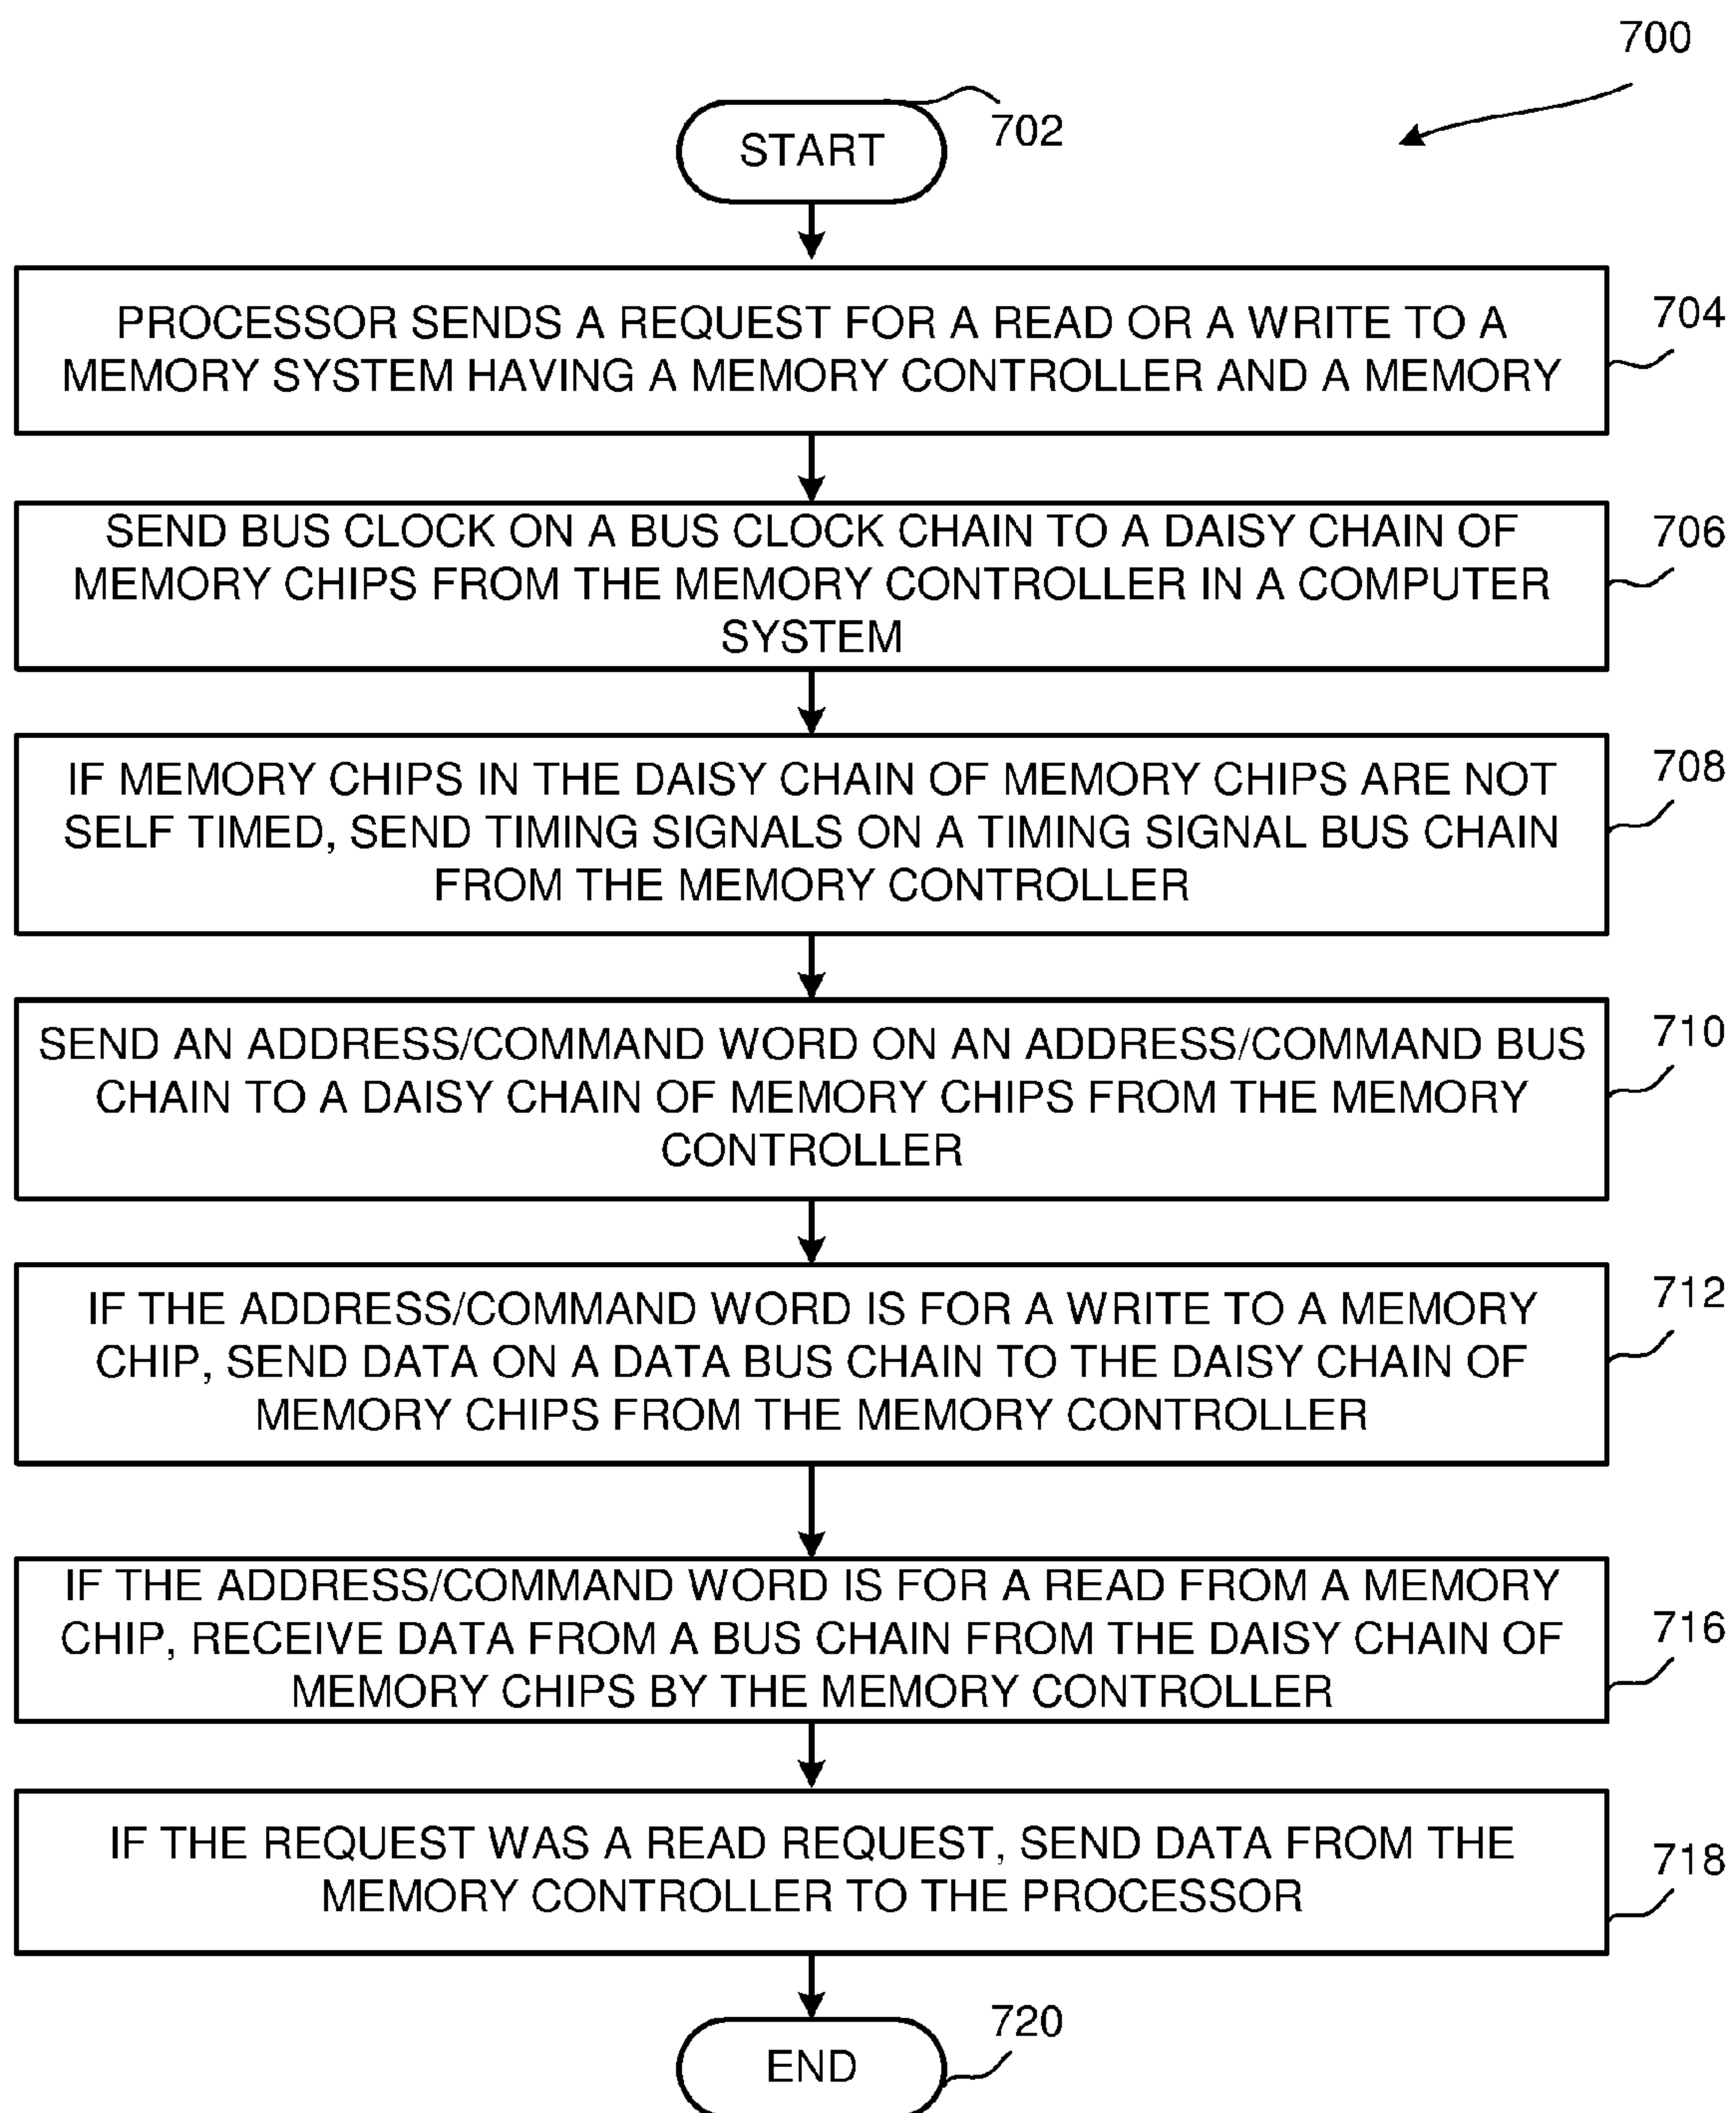 700
START
702
PROCESSOR SENDS A REQUEST FOR A READ OR A WRITE TO A
MEMORY SYSTEM HAVING A MEMORY CONTROLLER AND A MEMORY
704
SEND BUS CLOCK ON A BUS CLOCK CHAIN TO A DAISY CHAIN OF
MEMORY CHIPS FROM THE MEMORY CONTROLLER IN A COMPUTER
SYSTEM
706
IF MEMORY CHIPS IN THE DAISY CHAIN OF MEMORY CHIPS ARE NOT
SELF TIMED, SEND TIMING SIGNALS ON A TIMING SIGNAL BUS CHAIN
FROM THE MEMORY CONTROLLER
708
SEND AN ADDRESS/COMMAND WORD ON AN ADDRESS/COMMAND BUS
CHAIN TO A DAISY CHAIN OF MEMORY CHIPS FROM THE MEMORY
CONTROLLER
710
IF THE ADDRESS/COMMAND WORD IS FOR A WRITE TO A MEMORY
CHIP, SEND DATA ON A DATA BUS CHAIN TO THE DAISY CHAIN OF
MEMORY CHIPS FROM THE MEMORY CONTROLLER
712
IF THE ADDRESS/COMMAND WORD IS FOR A READ FROM A MEMORY
CHIP, RECEIVE DATA FROM A BUS CHAIN FROM THE DAISY CHAIN OF
MEMORY CHIPS BY THE MEMORY CONTROLLER
716
IF THE REQUEST WAS A READ REQUEST, SEND DATA FROM THE
MEMORY CONTROLLER TO THE PROCESSOR
718
END
720